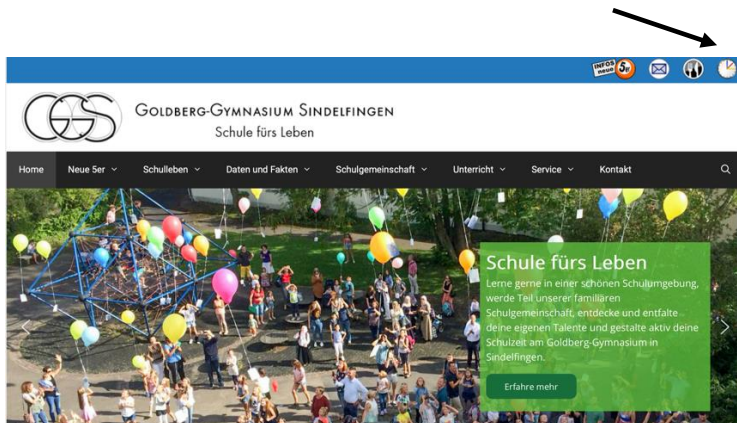 INFOS neue 5er
GGS
GOLDBERG-GYMNASIUM SINDELFINGEN
Schule fürs Leben
Home Neue 5er Schulleben Daten und Fakten Schulgemeinschaft Unterricht Service Kontakt
Schule fürs Leben
Lerne gerne in einer schönen Schulumgebung,
werde Teil unserer familiären
Schulgemeinschaft, entdecke und entfalte
deine eigenen Talente und gestalte aktiv deine
Schulzeit am Goldberg-Gymnasium in
Sindelfingen.
Erfahre mehr